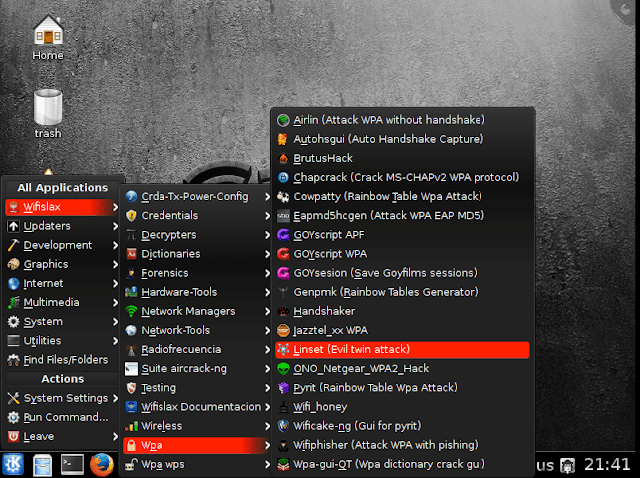 Home
trash
All Applications
Wifislax
Updaters
Development
Graphics
Internet
Multimedia
System
Utilities
Find Files/Folders
Actions
System Settings
Run Command...
Leave
Crda-Tx-Power-Config
Credentials
Decrypters
Dictionaries
Forensics
Hardware-Tools
Network Managers
Network-Tools
Radiofrecuencia
Suite aircrack-ng
Testing
Wifislax Documentacion
Wireless
Wpa
Wpa wps
Airlin (Attack WPA without handshake)
Autohsgui (Auto Handshake Capture)
BrutusHack
Chapcrack (Crack MS-CHAPv2 WPA protocol)
Cowpatty (Rainbow Table Wpa Attack)
Eapmd5hcgen (Attack WPA EAP MD5)
GOYscript APF
GOYscript WPA
GOYsesion (Save Goyfilms sessions)
Genpmk (Rainbow Tables Generator)
Handshaker
Jazztel_xx WPA
Linset (Evil twin attack)
ONO_Netgear_WPA2_Hack
Pyrit (Rainbow Table Wpa Attack)
Wifi_honey
Wificake-ng (Gui for pyrit)
Wifiphisher (Attack WPA with pishing)
Wpa-gui-QT (Wpa dictionary crack gui)
us
21:41